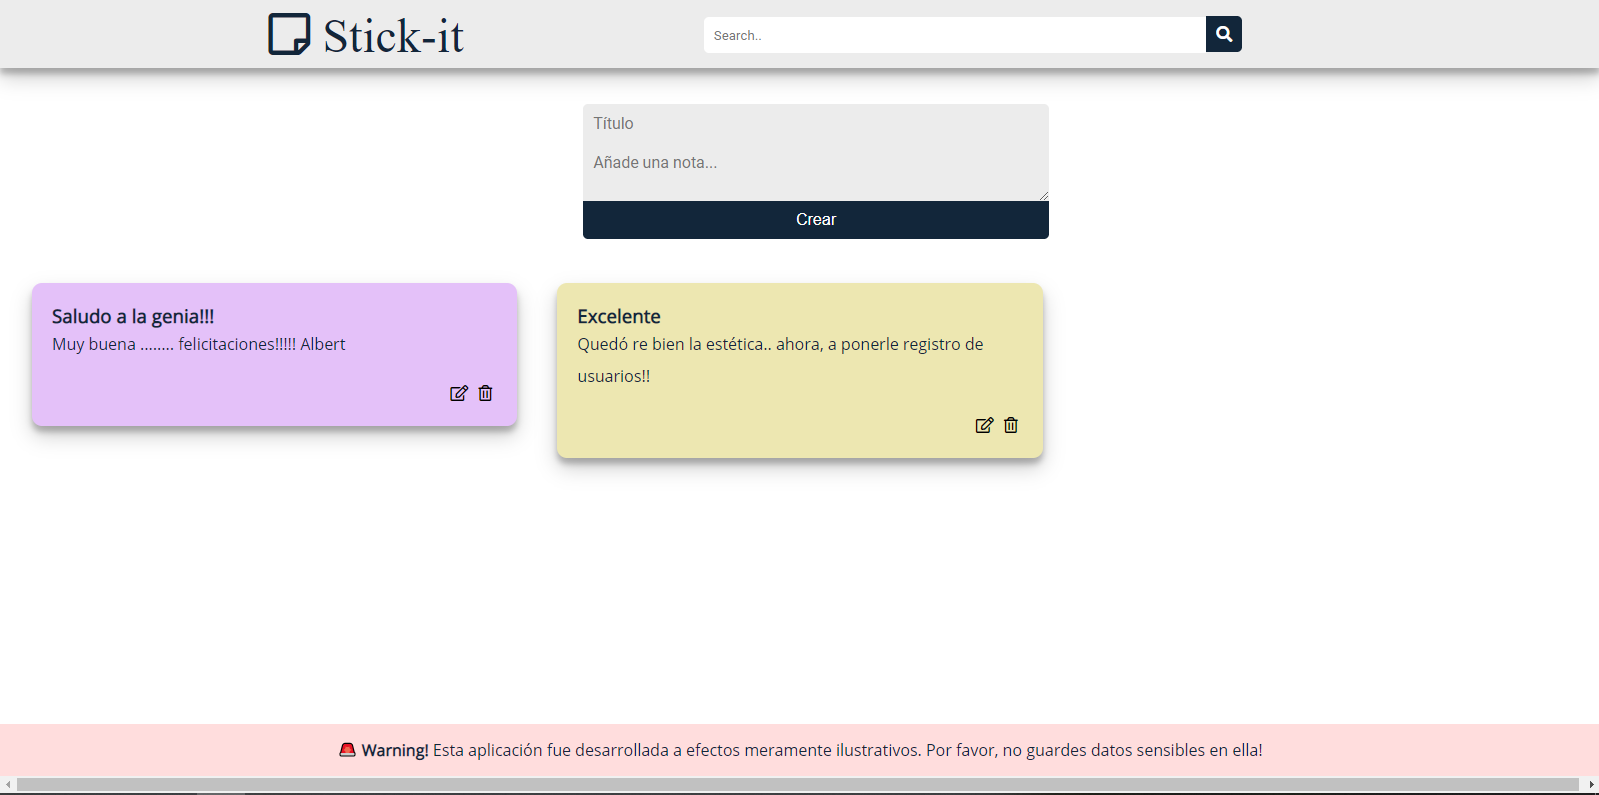 Stick-it
Search..
Título
Añade una nota...
Crear
Saludo a la genia!!!
Muy buena ........ felicitaciones!!!!! Albert
Excelente
Quedó re bien la estética.. ahora, a ponerle registro de
usuarios!!
Warning! Esta aplicación fue desarrollada a efectos meramente ilustrativos. Por favor, no guardes datos sensibles en ella!